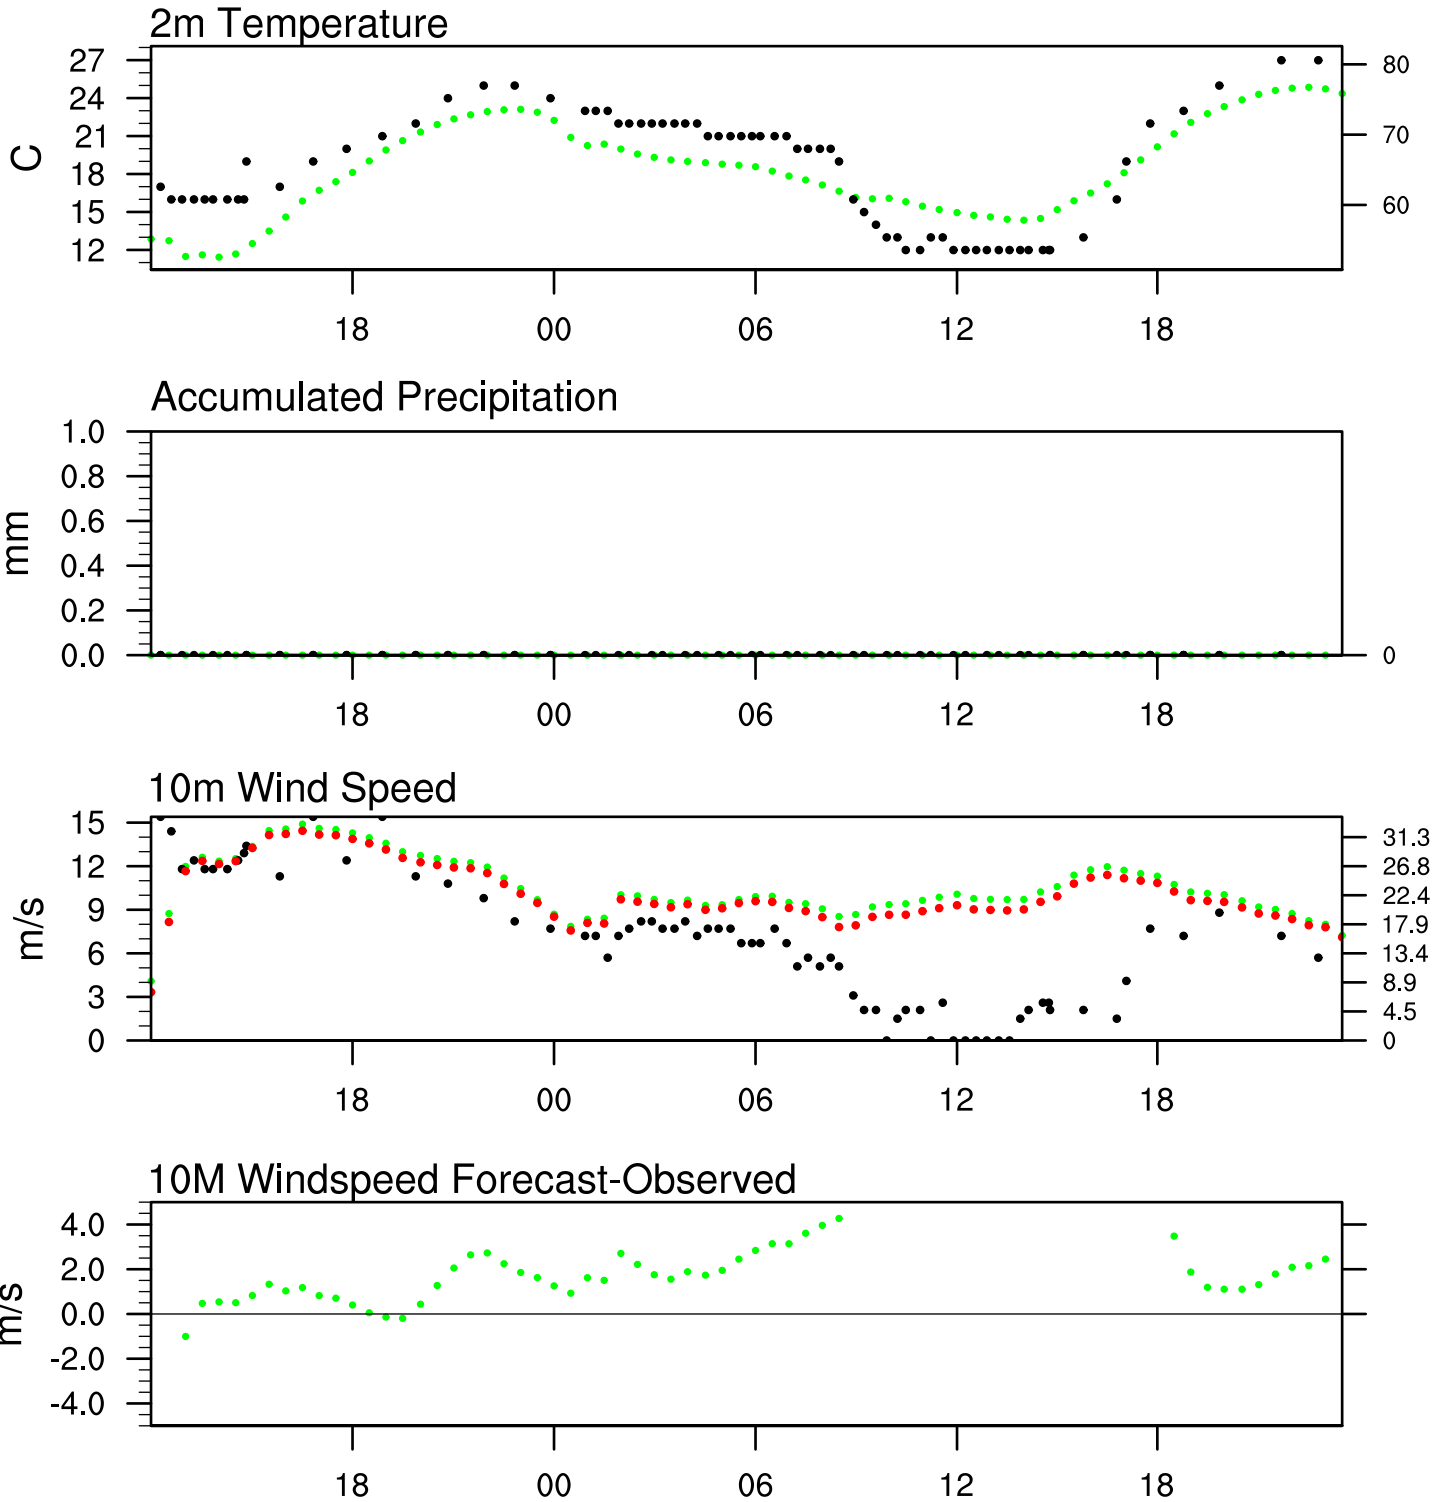 2m Temperature
27
24
21
18
15
12
C
80
70
60
18 00 06 12 18
Accumulated Precipitation
1.0
0.8
0.6
0.4
0.2
0.0
mm
0
18 00 06 12 18
10m Wind Speed
15
12
9
6
3
0
m/s
31.3
26.8
22.4
17.9
13.4
8.9
4.5
0
18 00 06 12 18
10M Windspeed Forecast-Observed
4.0
2.0
0.0
-2.0
-4.0
m/s
18 00 06 12 18